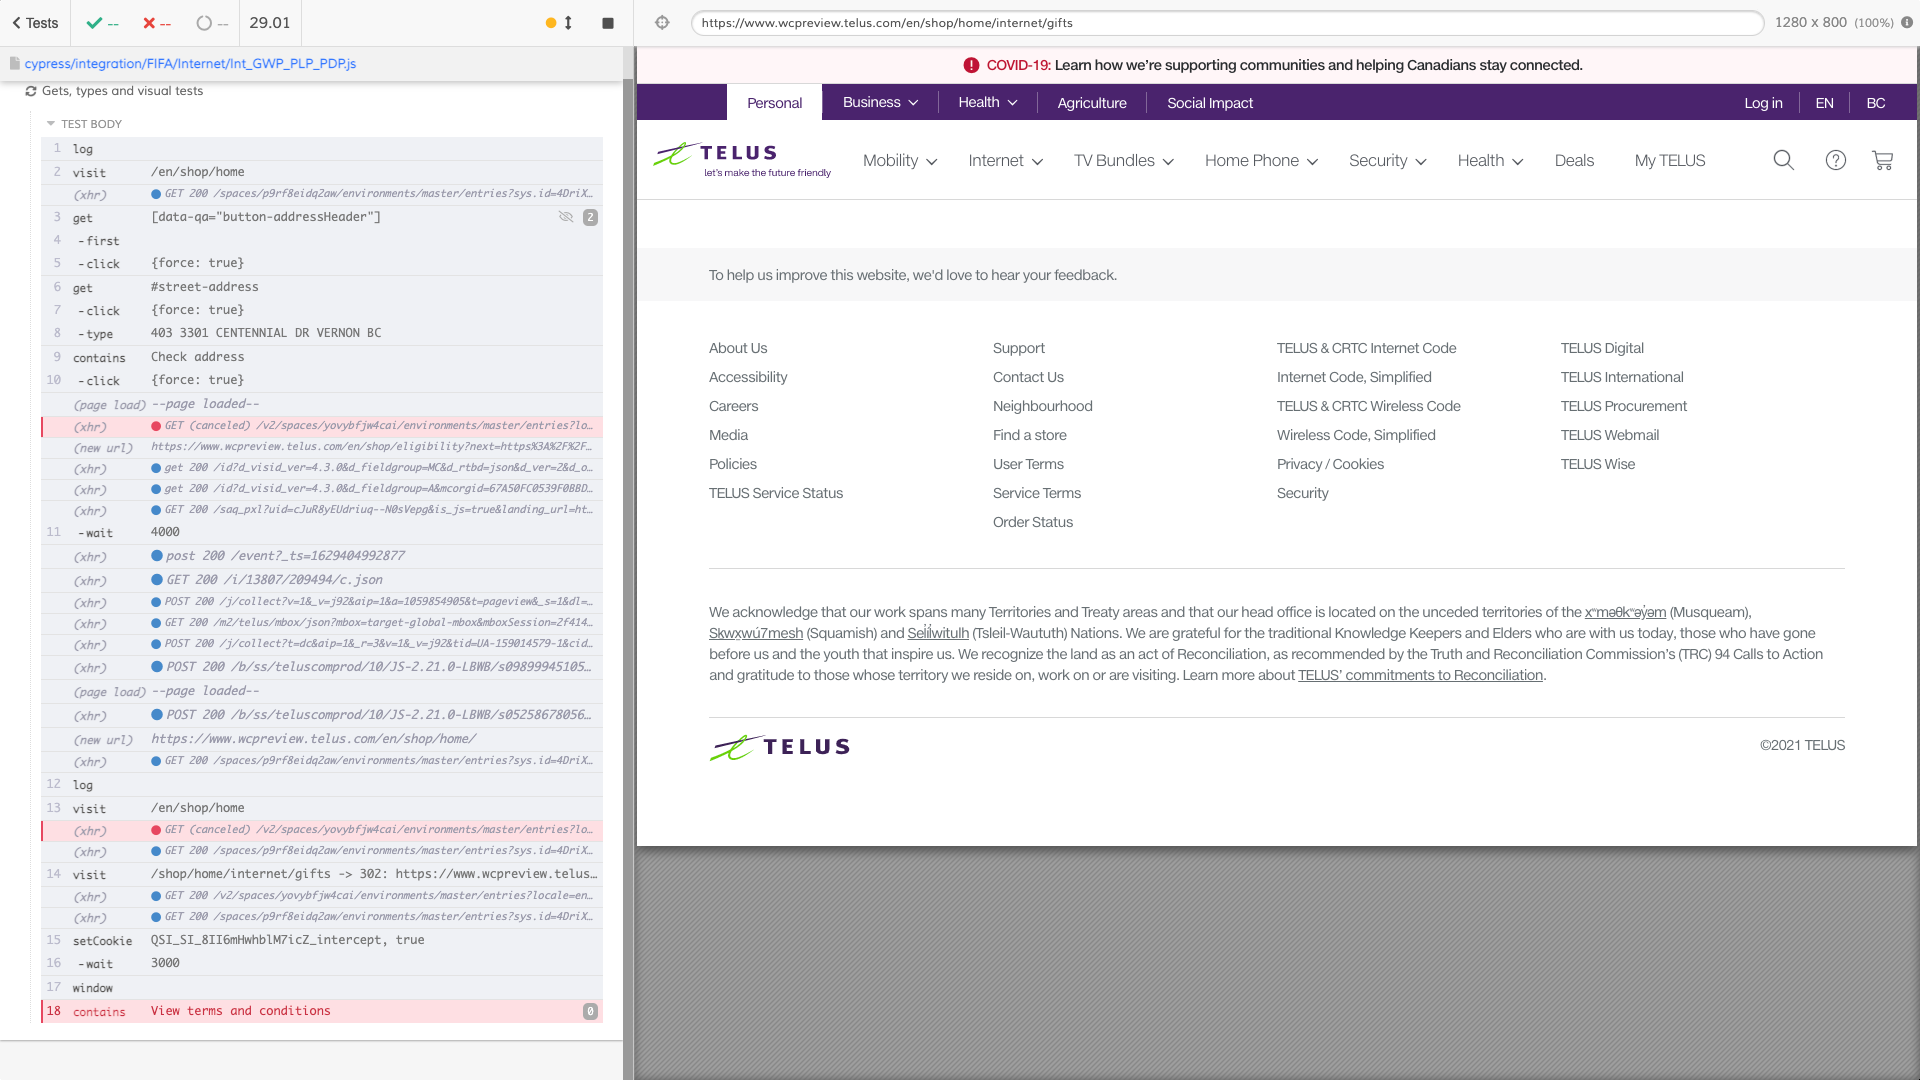 Tests
--
--
--
29.01
https://www.wcpreview.telus.com/en/shop/home/internet/gifts
1280 x 800 (100%)
cypress/integration/FIFA/Internet/Int_GWP_PLP_PDP.js
Gets, types and visual tests
TEST BODY
1 log
2 visit /en/shop/home
(xhr) GET 200 /spaces/p9rf8eidq2aw/environments/master/entries?sys.id=4DriX…
3 get [data-qa="button-addressHeader"] 2
4 -first
5 -click {force: true}
6 get #street-address
7 -click {force: true}
8 -type 403 3301 CENTENNIAL DR VERNON BC
9 contains Check address
10 -click {force: true}
(page load) --page loaded--
(xhr) GET (canceled) /v2/spaces/yovybfjw4cai/environments/master/entries?lo…
(new url) https://www.wcpreview.telus.com/en/shop/eligibility?next=https%3A%2F%2F…
(xhr) get 200 /id?d_visid_ver=4.3.0&d_fieldgroup=MC&d_rtbd=json&d_ver=2&d_o…
(xhr) get 200 /id?d_visid_ver=4.3.0&d_fieldgroup=A&mcorgid=67A50FC0539F0BBD…
(xhr) GET 200 /saq_pxl?uid=cJuR8yEUdriuq--N0sVepg&is_js=true&landing_url=ht…
11 -wait 4000
(xhr) post 200 /event?_ts=1629404992877
(xhr) GET 200 /i/13807/209494/c.json
(xhr) POST 200 /j/collect?v=1&_v=j92&aip=1&a=1059854905&t=pageview&_s=1&dl=…
(xhr) GET 200 /m2/telus/mbox/json?mbox=target-global-mbox&mboxSession=2f414…
(xhr) POST 200 /j/collect?t=dc&aip=1&_r=3&v=1&_v=j92&tid=UA-159014579-1&cid…
(xhr) POST 200 /b/ss/teluscomprod/10/JS-2.21.0-LBWB/s09899945105…
(page load) --page loaded--
(xhr) POST 200 /b/ss/teluscomprod/10/JS-2.21.0-LBWB/s05258678056…
(new url) https://www.wcpreview.telus.com/en/shop/home/
(xhr) GET 200 /spaces/p9rf8eidq2aw/environments/master/entries?sys.id=4DriX…
12 log
13 visit /en/shop/home
(xhr) GET (canceled) /v2/spaces/yovybfjw4cai/environments/master/entries?lo…
(xhr) GET 200 /spaces/p9rf8eidq2aw/environments/master/entries?sys.id=4DriX…
14 visit /shop/home/internet/gifts -> 302: https://www.wcpreview.telus…
(xhr) GET 200 /v2/spaces/yovybfjw4cai/environments/master/entries?locale=en…
(xhr) GET 200 /spaces/p9rf8eidq2aw/environments/master/entries?sys.id=4DriX…
15 setCookie QSI_SI_8II6mHwhblM7icZ_intercept, true
16 -wait 3000
17 window
18 contains View terms and conditions 0
COVID-19: Learn how we're supporting communities and helping Canadians stay connected.
Personal Business Health Agriculture Social Impact Log in EN BC
TELUS
let's make the future friendly
Mobility Internet TV Bundles Home Phone Security Health Deals My TELUS
To help us improve this website, we'd love to hear your feedback.
About Us
Accessibility
Careers
Media
Policies
TELUS Service Status
Support
Contact Us
Neighbourhood
Find a store
User Terms
Service Terms
Order Status
TELUS & CRTC Internet Code
Internet Code, Simplified
TELUS & CRTC Wireless Code
Wireless Code, Simplified
Privacy / Cookies
Security
TELUS Digital
TELUS International
TELUS Procurement
TELUS Webmail
TELUS Wise
We acknowledge that our work spans many Territories and Treaty areas and that our head office is located on the unceded territories of the xʷməθkʷəy̓əm (Musqueam),
Sḵwx̱wú7mesh (Squamish) and Sel̓íl̓witulh (Tsleil-Waututh) Nations. We are grateful for the traditional Knowledge Keepers and Elders who are with us today, those who have gone
before us and the youth that inspire us. We recognize the land as an act of Reconciliation, as recommended by the Truth and Reconciliation Commission's (TRC) 94 Calls to Action
and gratitude to those whose territory we reside on, work on or are visiting. Learn more about TELUS' commitments to Reconciliation.
TELUS
©2021 TELUS